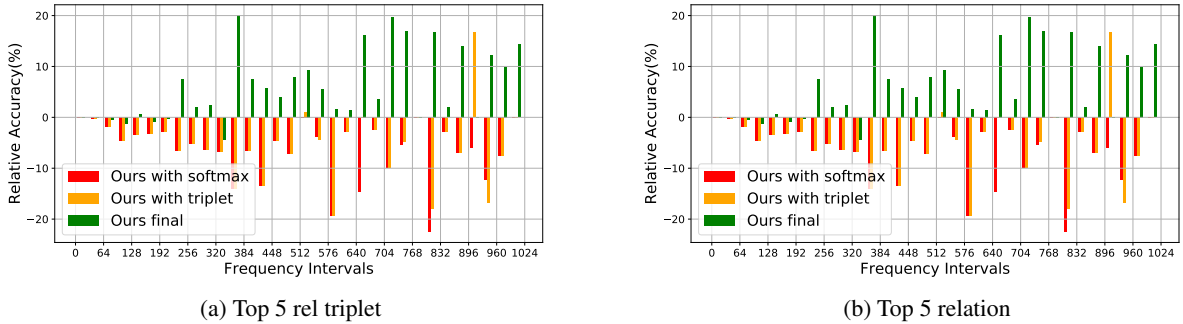 20
10
0
−10
−20
Relative Accuracy(%)
Ours with softmax
Ours with triplet
Ours final
0 64 128 192 256 320 384 448 512 576 640 704 768 832 896 960 1024
Frequency Intervals
(a) Top 5 rel triplet
20
10
0
−10
−20
Relative Accuracy(%)
Ours with softmax
Ours with triplet
Ours final
0 64 128 192 256 320 384 448 512 576 640 704 768 832 896 960 1024
Frequency Intervals
(b) Top 5 relation